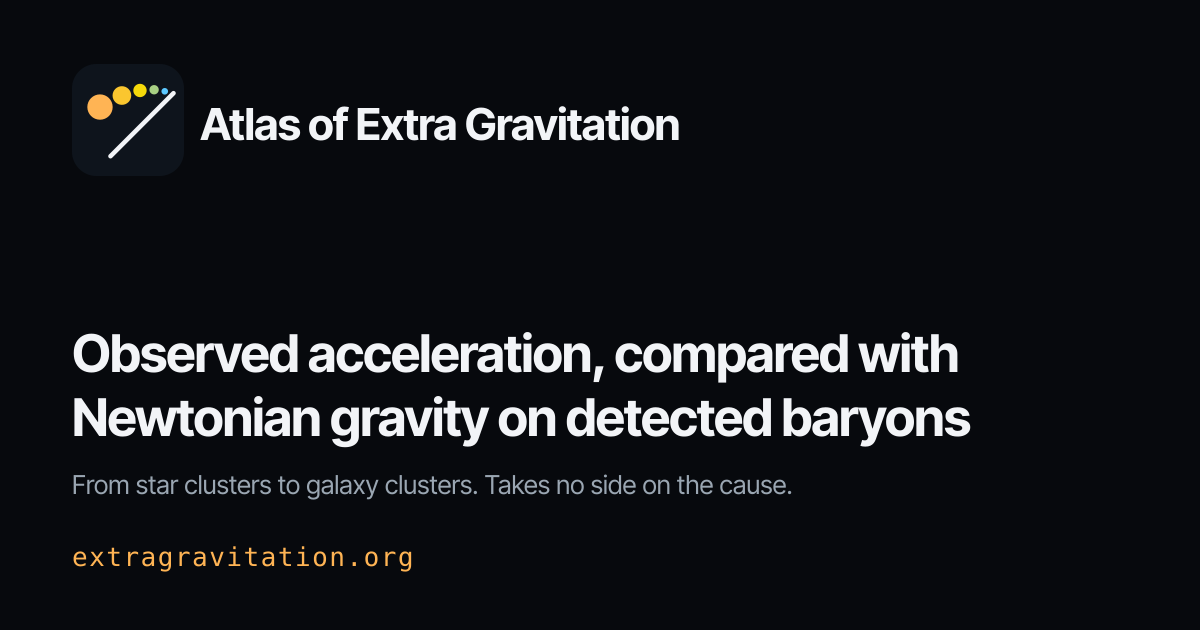 Atlas of Extra Gravitation
Observed acceleration, compared with
Newtonian gravity on detected baryons
From star clusters to galaxy clusters. Takes no side on the cause.
extragravitation.org